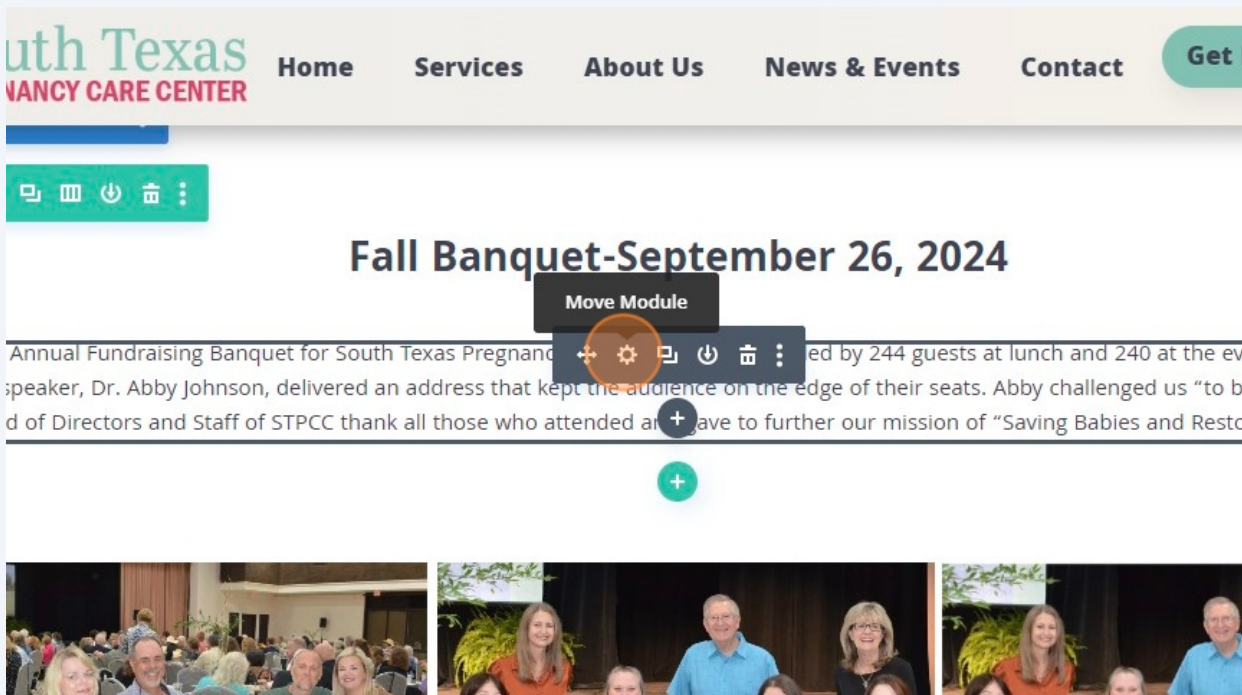 uth Texas
NANCY CARE CENTER
Home Services About Us News & Events Contact Get
Fall Banquet-September 26, 2024
Move Module
Annual Fundraising Banquet for South Texas Pregnanc ed by 244 guests at lunch and 240 at the ev
speaker, Dr. Abby Johnson, delivered an address that kept the audience on the edge of their seats. Abby challenged us “to b
d of Directors and Staff of STPCC thank all those who attended an gave to further our mission of “Saving Babies and Resto